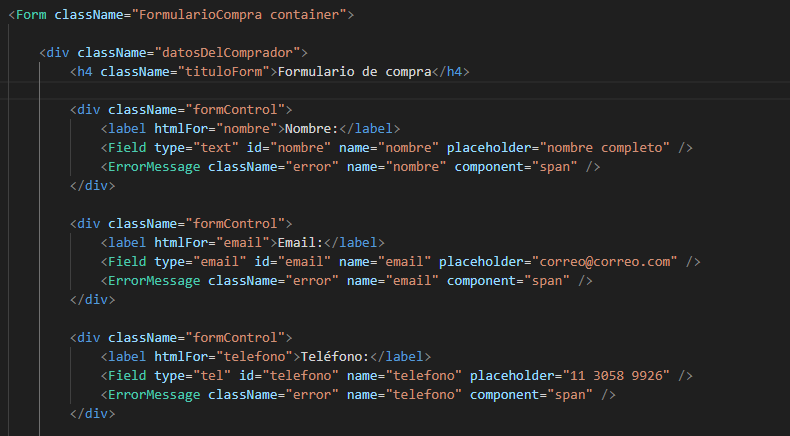 <Form className="FormularioCompra container">
<div className="datosDelComprador">
<h4 className="tituloForm">Formulario de compra</h4>
<div className="formControl">
<label htmlFor="nombre">Nombre:</label>
<Field type="text" id="nombre" name="nombre" placeholder="nombre completo" />
<ErrorMessage className="error" name="nombre" component="span" />
</div>
<div className="formControl">
<label htmlFor="email">Email:</label>
<Field type="email" id="email" name="email" placeholder="correo@correo.com" />
<ErrorMessage className="error" name="email" component="span" />
</div>
<div className="formControl">
<label htmlFor="telefono">Teléfono:</label>
<Field type="tel" id="telefono" name="telefono" placeholder="11 3058 9926" />
<ErrorMessage className="error" name="telefono" component="span" />
</div>